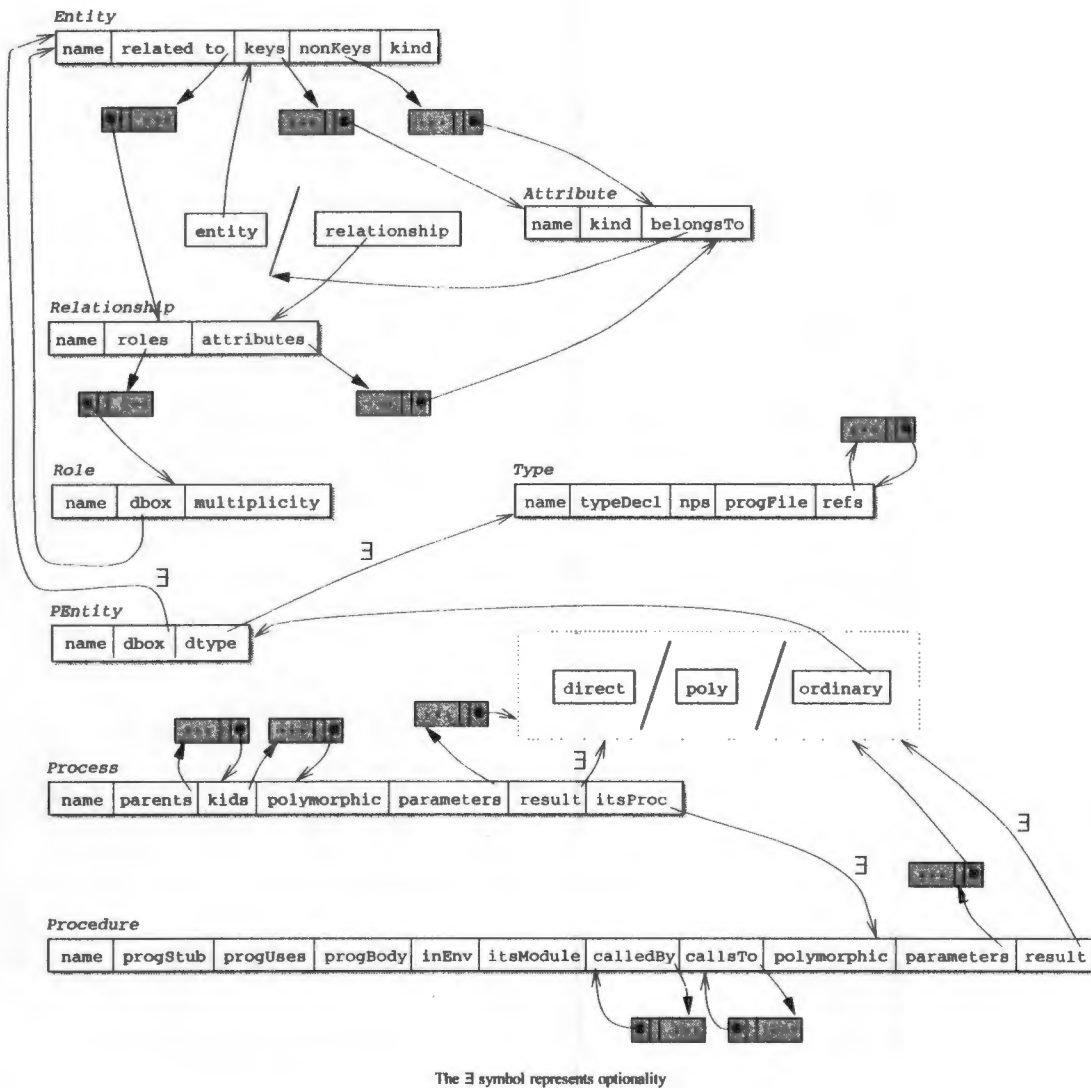 Entity
name related to keys nonKeys kind
Attribute
name kind belongsTo
entity relationship
Relationship
name roles attributes
Role
name dbox multiplicity
Type
name typeDecl nps progFile refs
∃
∃
PEntity
name dbox dtype
direct poly ordinary
∃
Process
name parents kids polymorphic parameters result itsProc
∃
∃
Procedure
name progStub progUses progBody inEnv itsModule calledBy callsTo polymorphic parameters result
The ∃ symbol represents optionality